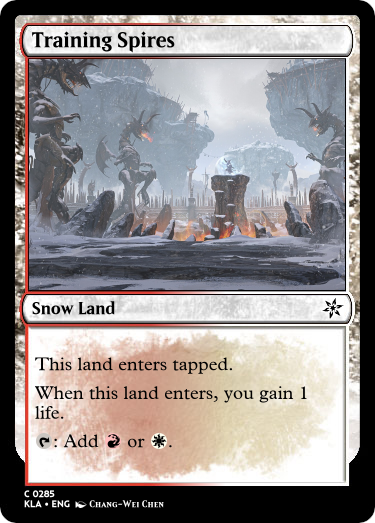 Training Spires
Snow Land
This land enters tapped.
When this land enters, you gain 1
life.
: Add or .
C 0285
KLA • ENG Chang-Wei Chen